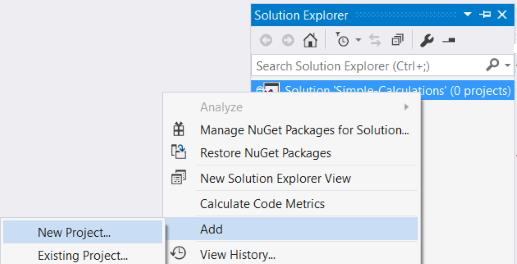 Solution Explorer
Search Solution Explorer (Ctrl+;)
Solution 'Simple-Calculations' (0 projects)
Analyze
Manage NuGet Packages for Solution...
Restore NuGet Packages
New Solution Explorer View
Calculate Code Metrics
Add
New Project...
Existing Project...
View History...